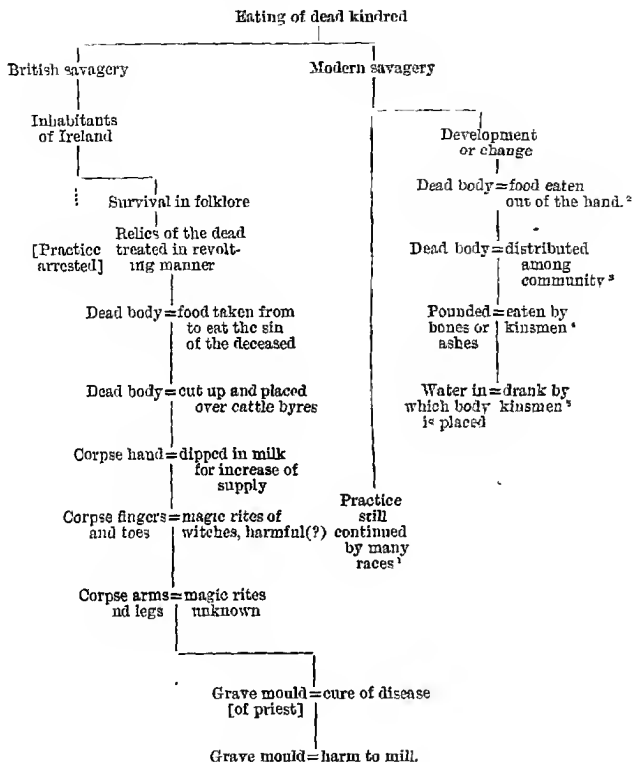 Eating of dead kindred
British savagery
Modern savagery
Inhabitants
of Ireland
Survival in folklore
[Practice
arrested]
Relics of the dead
treated in revolt-
ing manner
Dead body=food taken from
to eat the sin
of the deceased
Dead body=cut up and placed
over cattle byres
Corpse hand=dipped in milk
for increase of
supply
Corpse fingers=magic rites of
and toes witches, harmful(?)
Corpse arms=magic rites
nd legs unknown
Grave mould=cure of disease
[of priest]
Grave mould=harm to mill.
Practice
still
continued
by many
races¹
Development
or change
Dead body=food eaten
out of the hand.²
Dead body=distributed
among
community³
Pounded=eaten by
bones or kinsmen⁴
ashes
Water in=drank by
which body kinsmen⁵
is placed